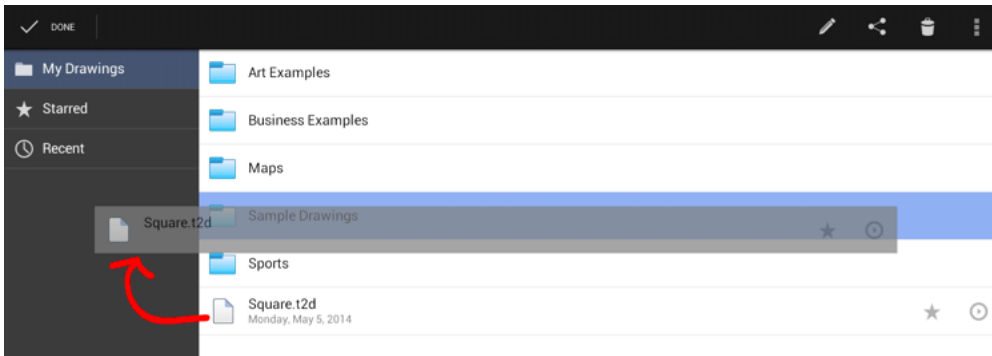 DONE
My Drawings
Starred
Recent
Art Examples
Business Examples
Maps
Sample Drawings
Square.t2d
Sports
Square.t2d
Monday, May 5, 2014